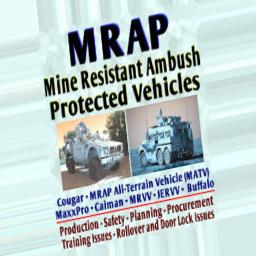 MRAP
Mine Resistant Ambush
Protected Vehicles
Cougar • MRAP All-Terrain Vehicle (MATV)
MaxxPro • Caiman • MRVV • JERVV • Buffalo
Production • Safety • Planning • Procurement
Training Issues • Rollover and Door Lock Issues